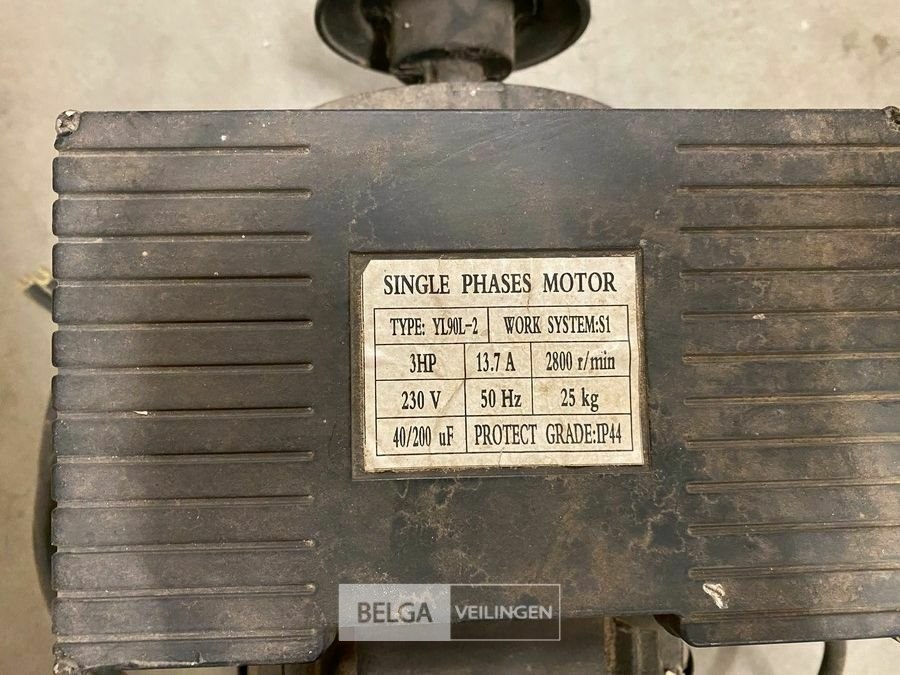 SINGLE PHASES MOTOR
TYPE: YL90L-2 WORK SYSTEM:S1
3HP 13.7 A 2800 r/min
230 V 50 Hz 25 kg
40/200 uF PROTECT GRADE:IP44
BELGA VEILINGEN